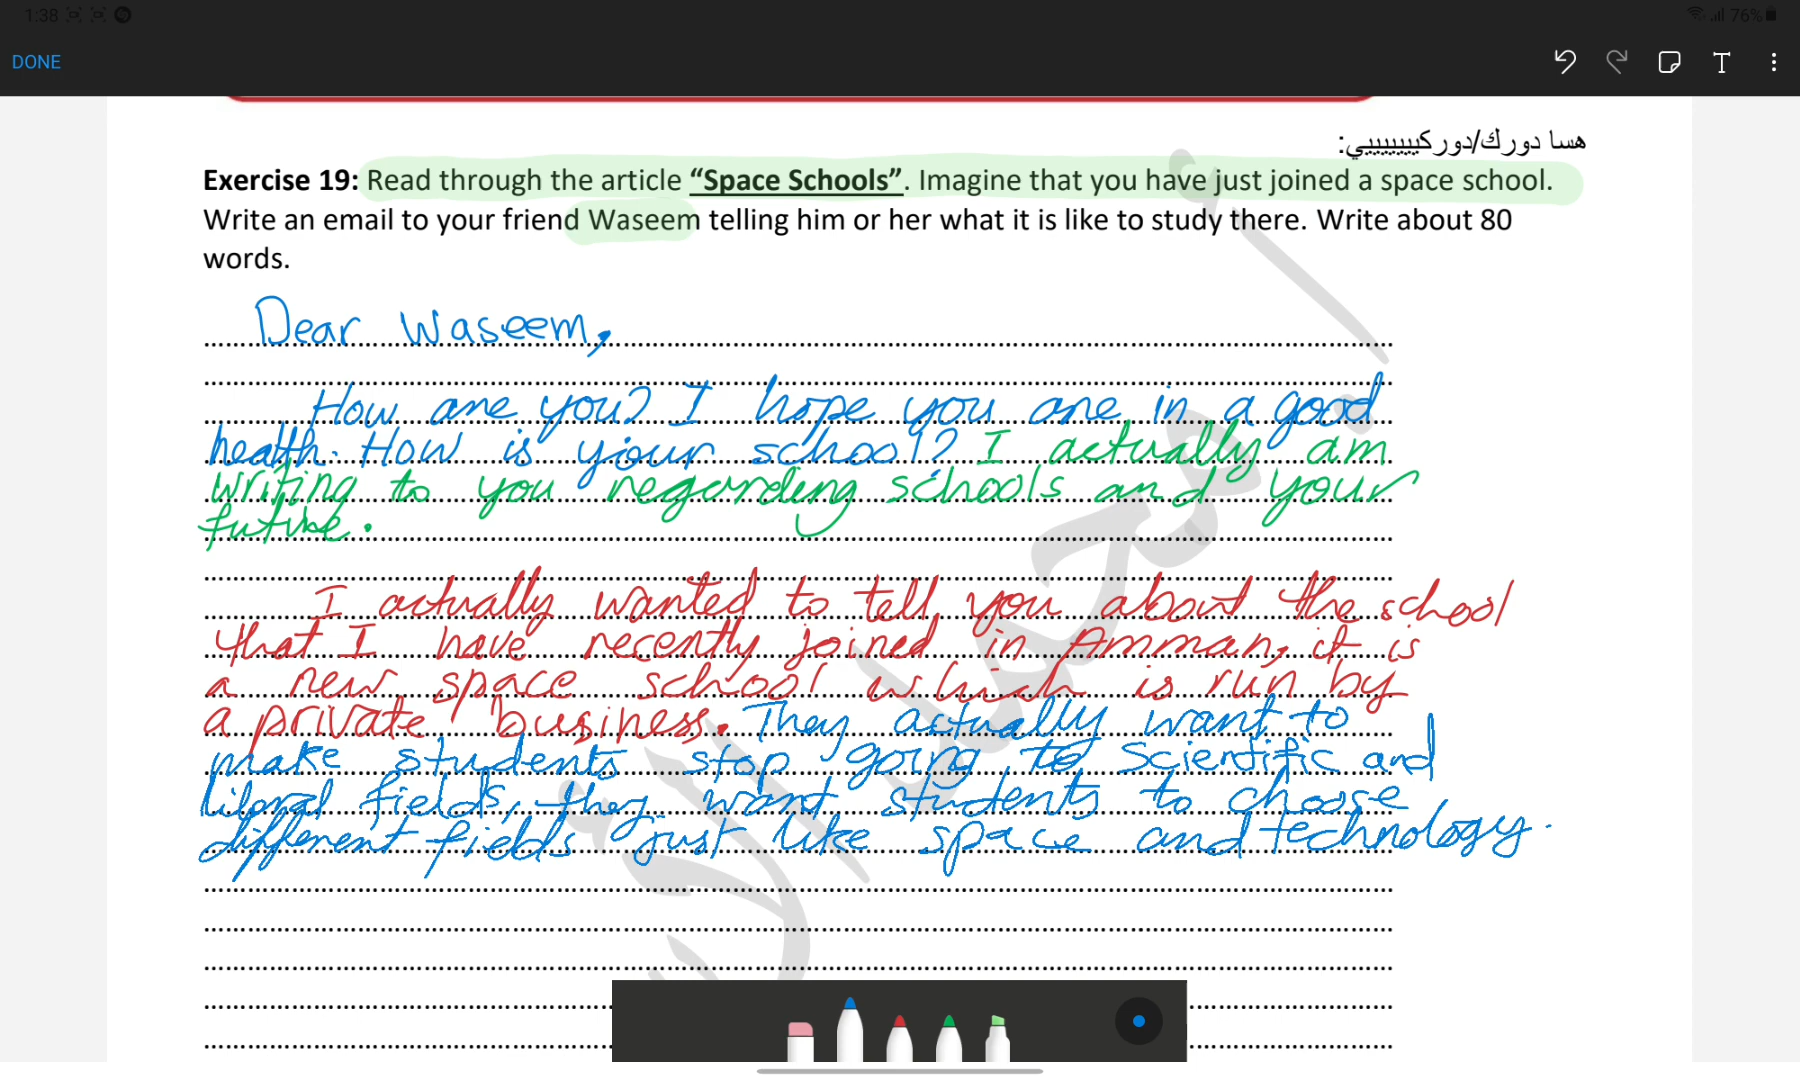 1:38
76%
DONE
T
هسا دورك/دوركيييييييي:
Exercise 19: Read through the article “Space Schools”. Imagine that you have just joined a space school.
Write an email to your friend Waseem telling him or her what it is like to study there. Write about 80
words.
Dear Waseem,
How are you? I hope you are in a good
health. How is your school? I actually am
writing to you regarding schools and your
future.
I actually wanted to tell you about the school
that I have recently joined in Amman, it is
a new space school which is run by
a private business. They actually want to
make students stop going to scientific and
literal fields, they want students to choose
different fields just like space and technology.